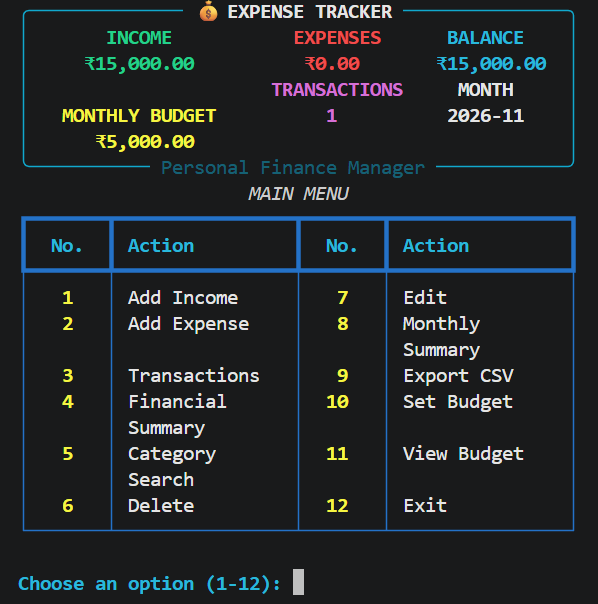 💰 EXPENSE TRACKER
INCOME EXPENSES BALANCE
₹15,000.00 ₹0.00 ₹15,000.00
TRANSACTIONS MONTH
MONTHLY BUDGET 1 2026-11
₹5,000.00
Personal Finance Manager
MAIN MENU
No. Action No. Action
1 Add Income 7 Edit
2 Add Expense 8 Monthly
Summary
3 Transactions 9 Export CSV
4 Financial 10 Set Budget
Summary
5 Category 11 View Budget
Search
6 Delete 12 Exit
Choose an option (1-12):